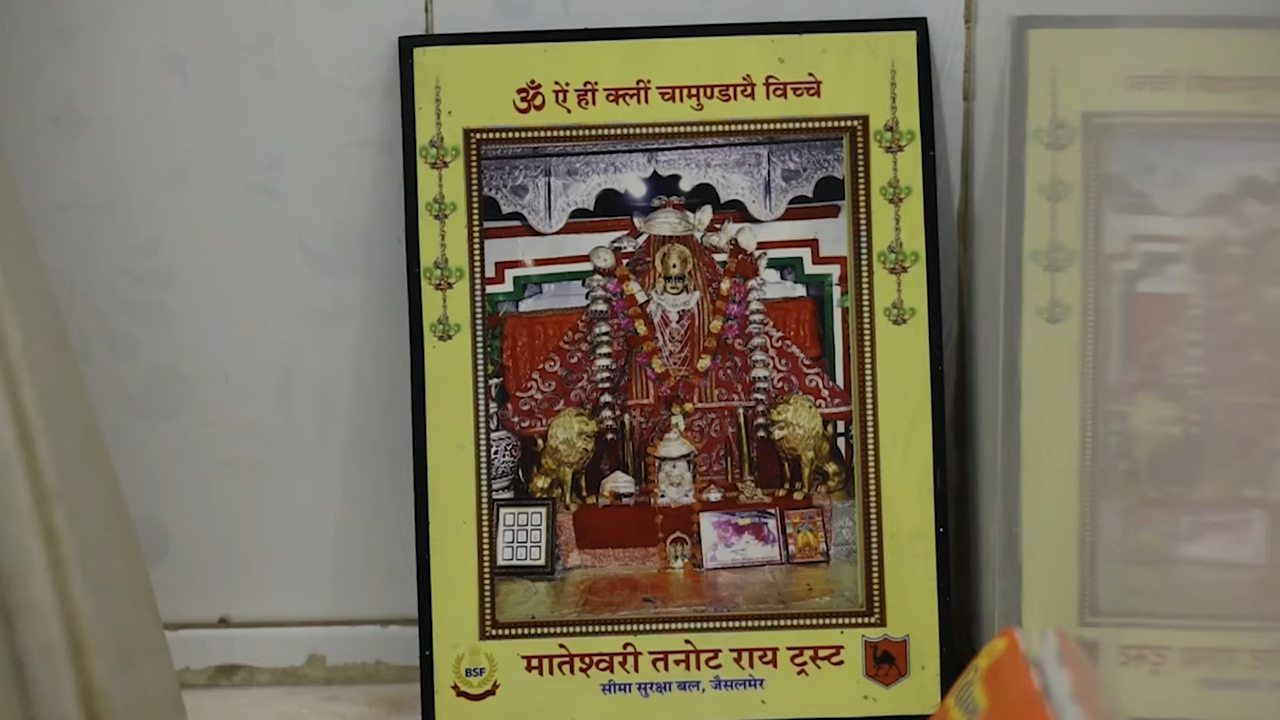 ॐ ऐं हीं क्लीं चामुण्डायै विच्चे
मातेश्वरी तनोट राय ट्रस्ट
BSF
सीमा सुरक्षा बल, जैसलमेर